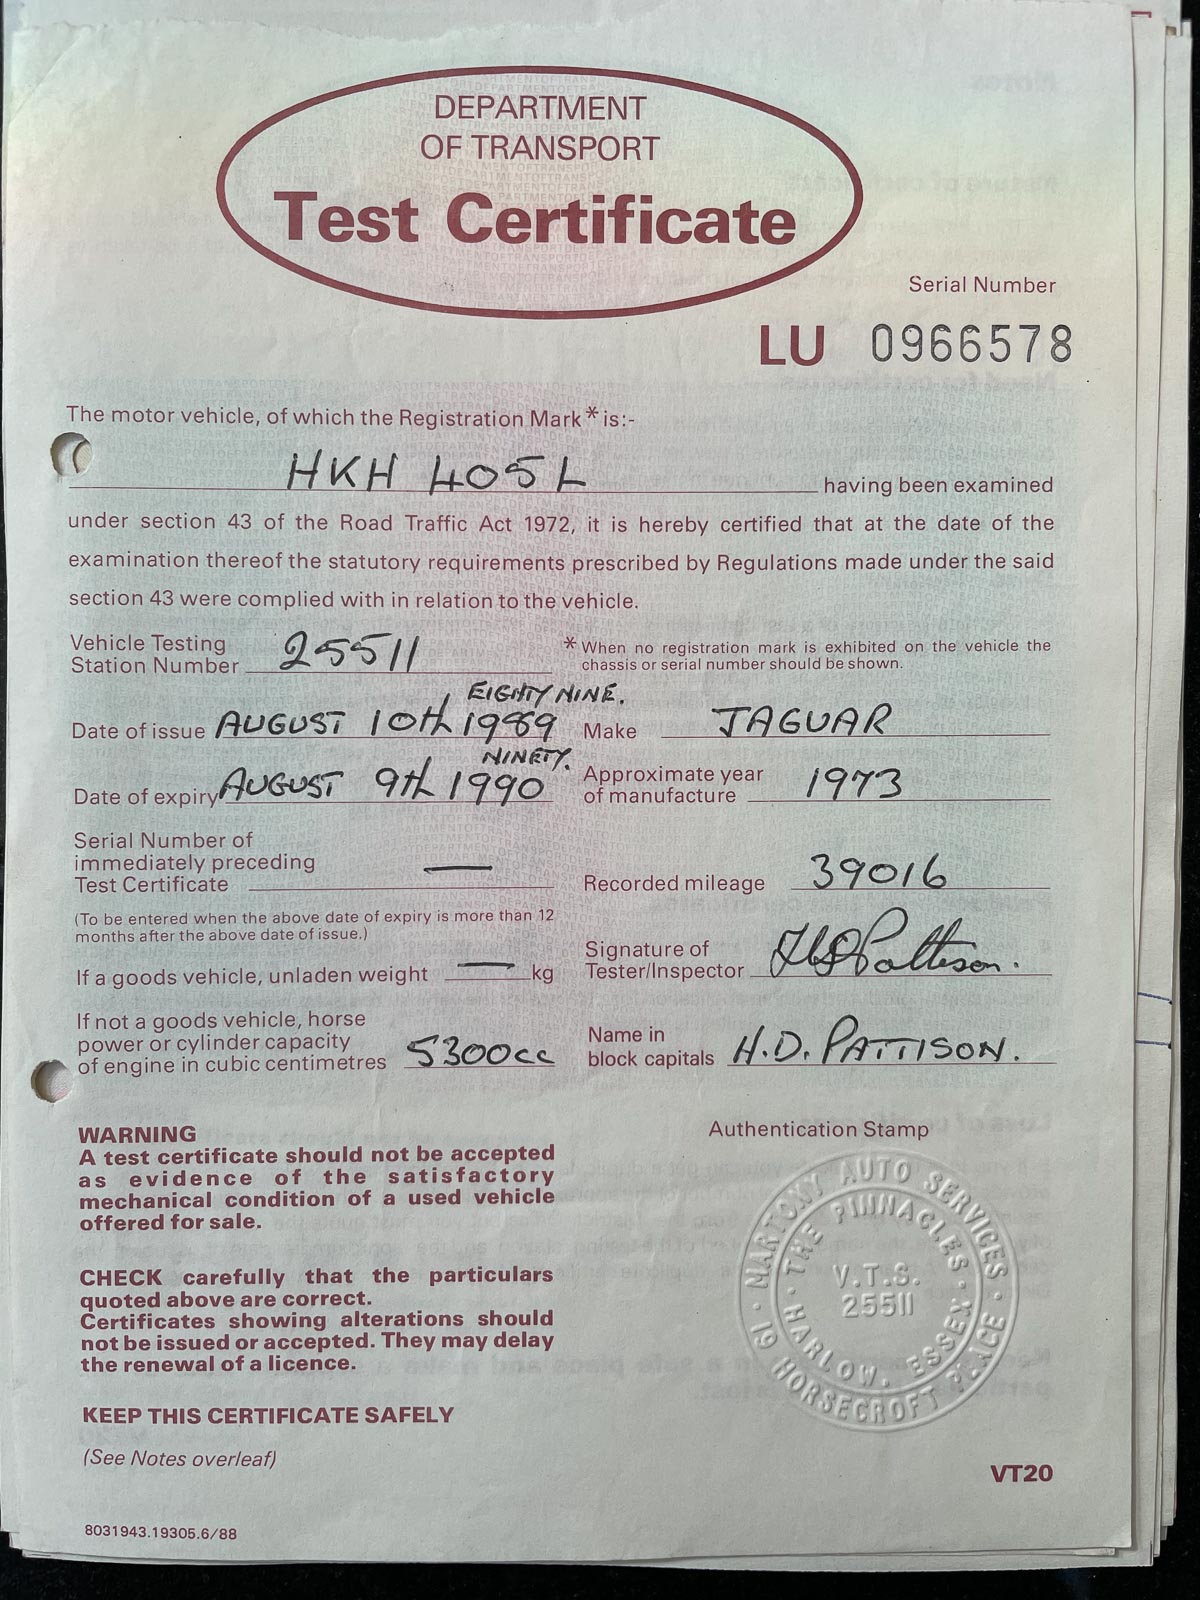 DEPARTMENT
OF TRANSPORT
Test Certificate
Serial Number
LU 0966578
The motor vehicle, of which the Registration Mark * is:-
HKH 405L having been examined
under section 43 of the Road Traffic Act 1972, it is hereby certified that at the date of the
examination thereof the statutory requirements prescribed by Regulations made under the said
section 43 were complied with in relation to the vehicle.
Vehicle Testing
Station Number 25511
* When no registration mark is exhibited on the vehicle the
chassis or serial number should be shown.
EIGHTY NINE.
Date of issue AUGUST 10th 1989
Make JAGUAR
NINETY.
Date of expiry AUGUST 9th 1990
Approximate year
of manufacture 1973
Serial Number of
immediately preceding
Test Certificate —
Recorded mileage 39016
(To be entered when the above date of expiry is more than 12
months after the above date of issue.)
Signature of
Tester/Inspector HD Pattison.
If a goods vehicle, unladen weight — kg
If not a goods vehicle, horse
power or cylinder capacity
of engine in cubic centimetres 5300cc
Name in
block capitals H.D. PATTISON.
WARNING
A test certificate should not be accepted
as evidence of the satisfactory
mechanical condition of a used vehicle
offered for sale.
CHECK carefully that the particulars
quoted above are correct.
Certificates showing alterations should
not be issued or accepted. They may delay
the renewal of a licence.
KEEP THIS CERTIFICATE SAFELY
(See Notes overleaf)
Authentication Stamp
MARTONY AUTO SERVICES
19 HORSECROFT PLACE
THE PINNACLES
HARLOW, ESSEX
V.T.S.
25511
VT20
8031943.19305.6/88